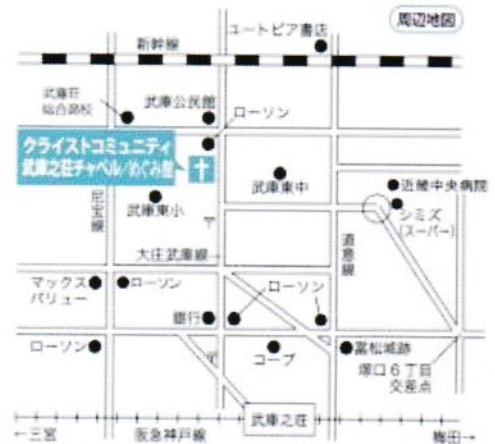 周辺地図
ユートピア書店
新幹線
武庫荘
総合高校
武庫公民館
ローソン
クライストコミュニティ
武庫之荘チャペル/めぐみ館
武庫東中
近畿中央病院
シミズ
(スーパー)
武庫東小
〒
尼宝線
道意線
大庄武庫線
マックス
バリュー
ローソン
ローソン
銀行
ローソン
コープ
富松城跡
塚口6丁目
交差点
武庫之荘
←三宮
阪急神戸線
梅田→